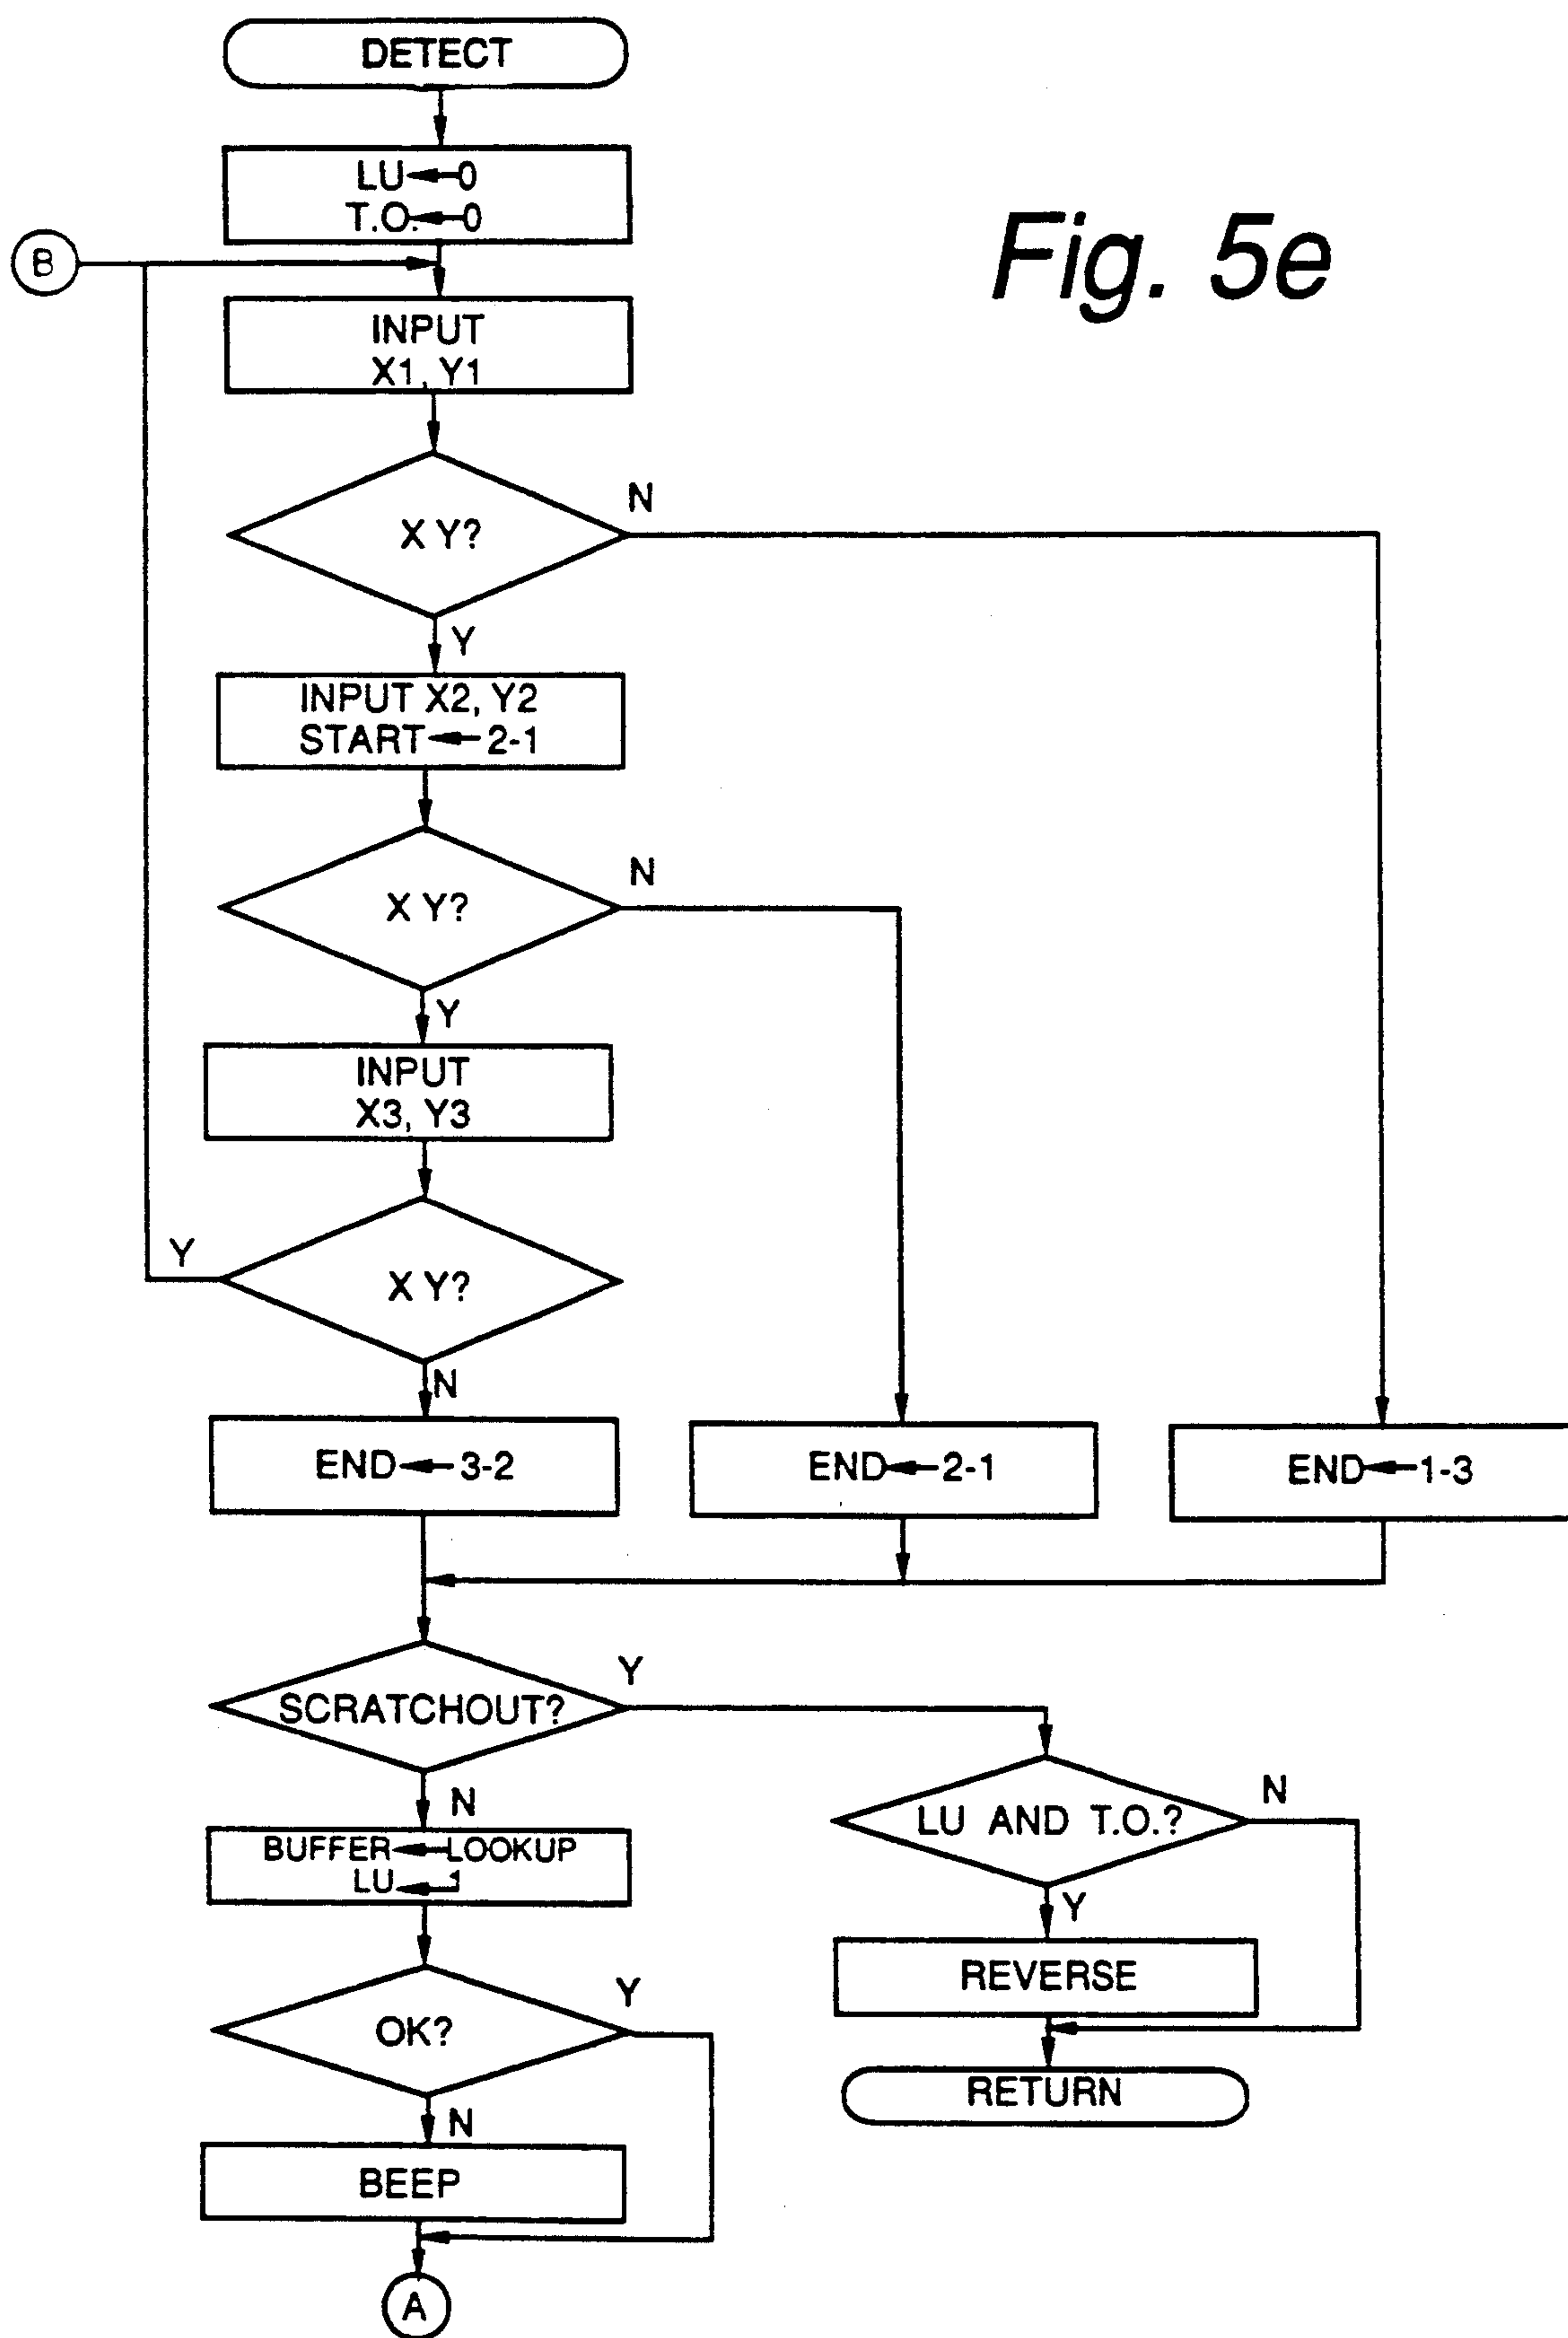 DETECT
LU←0
T.O.←0
B
Fig. 5e
INPUT
X1, Y1
X Y?
N
Y
INPUT X2, Y2
START←2-1
X Y?
N
Y
INPUT
X3, Y3
X Y?
Y
N
END←3-2
END←2-1
END←1-3
SCRATCHOUT?
Y
N
LU AND T.O.?
N
Y
BUFFER←LOOKUP
LU←1
REVERSE
OK?
Y
N
RETURN
BEEP
A